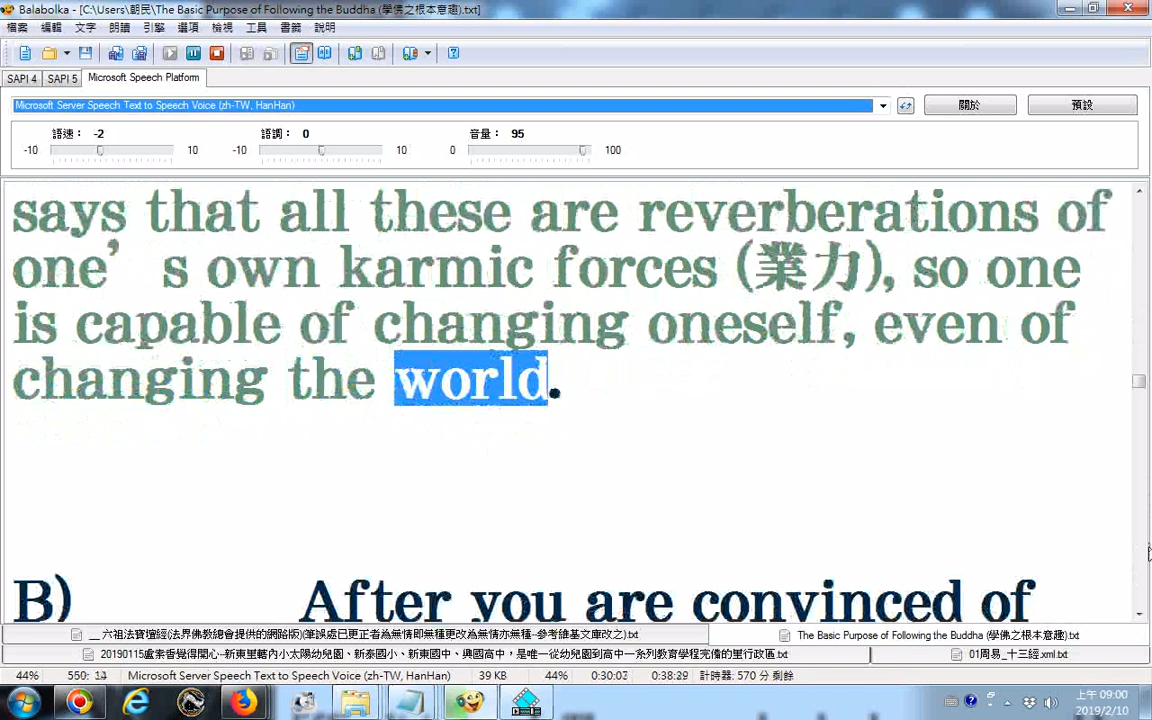 Balabolka - [C:\Users\朝民\The Basic Purpose of Following the Buddha (學佛之根本意趣).txt]
檔案 編輯 文字 朗讀 引擎 選項 檢視 工具 書籤 說明
SAPI 4 SAPI 5 Microsoft Speech Platform
Microsoft Server Speech Text to Speech Voice (zh-TW, HanHan)
關於 預設
語速： -2 語調： 0 音量： 95
-10 10 -10 10 0 100
says that all these are reverberations of
one’s own karmic forces (業力), so one
is capable of changing oneself, even of
changing the world.
B) After you are convinced of
__ 六祖法寶壇經(法界佛教總會提供的網路版)(筆誤處已更正者為無情即無種更改為無情亦無種--參考維基文庫改之).txt
The Basic Purpose of Following the Buddha (學佛之根本意趣).txt
20190115盧素香覺得開心--新東里轄內小太陽幼兒園、新泰國小、新東國中、興國高中，是唯一從幼兒園到高中一系列教育學程完備的里行政區.txt
01周易_十三經.xml.txt
44% 550: 14 Microsoft Server Speech Text to Speech Voice (zh-TW, HanHan) 39 KB 44% 0:30:03 0:38:29 計時器: 570 分 剩餘
上午 09:00
2019/2/10